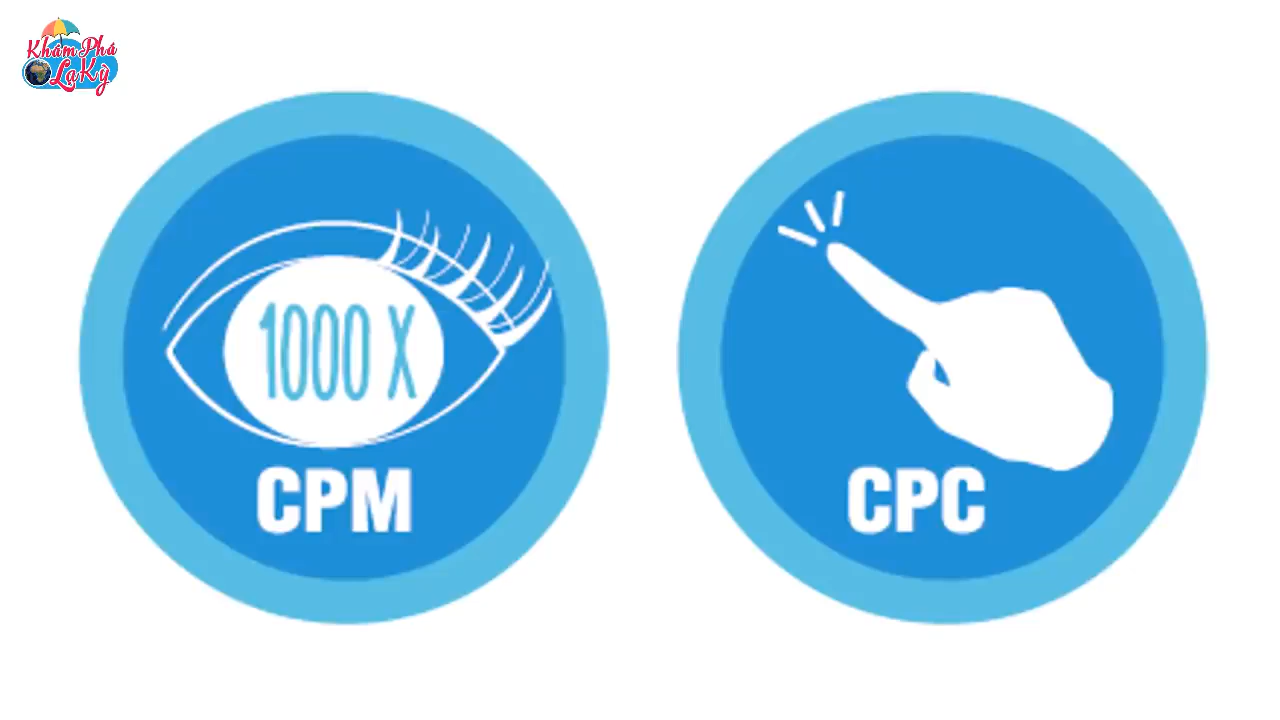 Khám Phá
Lạ Kỳ
1000 X
CPM
CPC